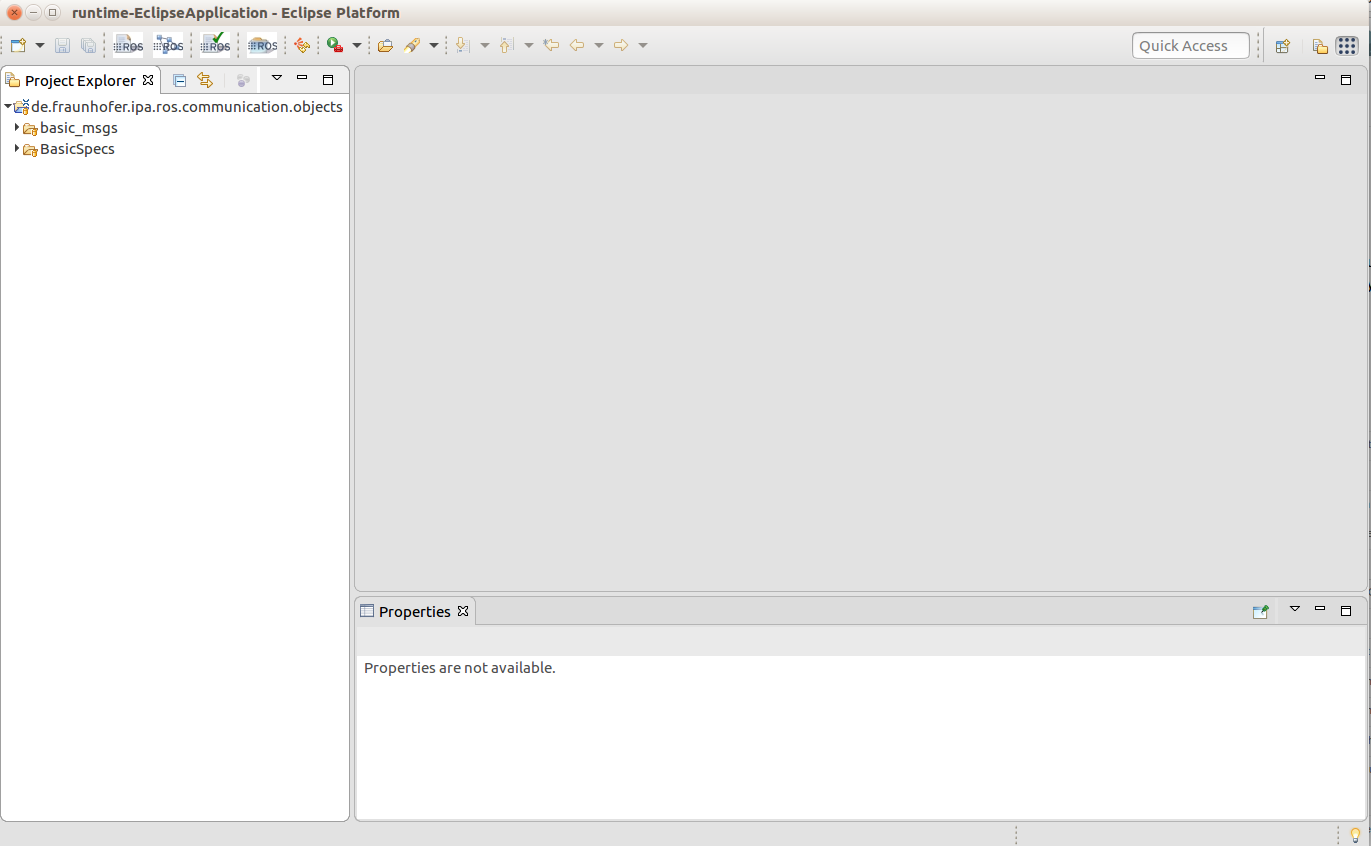 runtime-EclipseApplication - Eclipse Platform
ROS ROS ROS ROS Quick Access
Project Explorer
de.fraunhofer.ipa.ros.communication.objects
basic_msgs
BasicSpecs
Properties
Properties are not available.